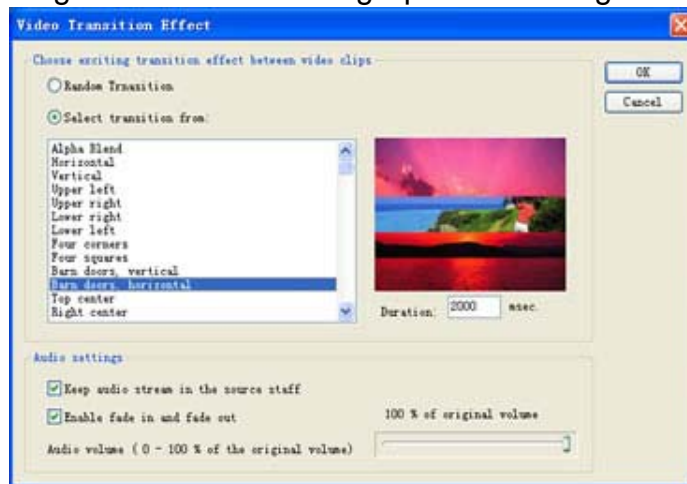 Video Transition Effect
Choose exciting transition effect between video clips
Random Trnasition
Select transition from:
Alpha Blend
Horizontal
Vertical
Upper left
Upper right
Lower right
Lower left
Four corners
Four squares
Barn doors, vertical
Barn doors, horizontal
Top center
Right center
Duration: 2000 msec.
OK
Cancel
Audio settings
Keep audio stream in the source staff
Enable fade in and fade out
100 % of original volume
Audio volume ( 0 - 100 % of the original volume)